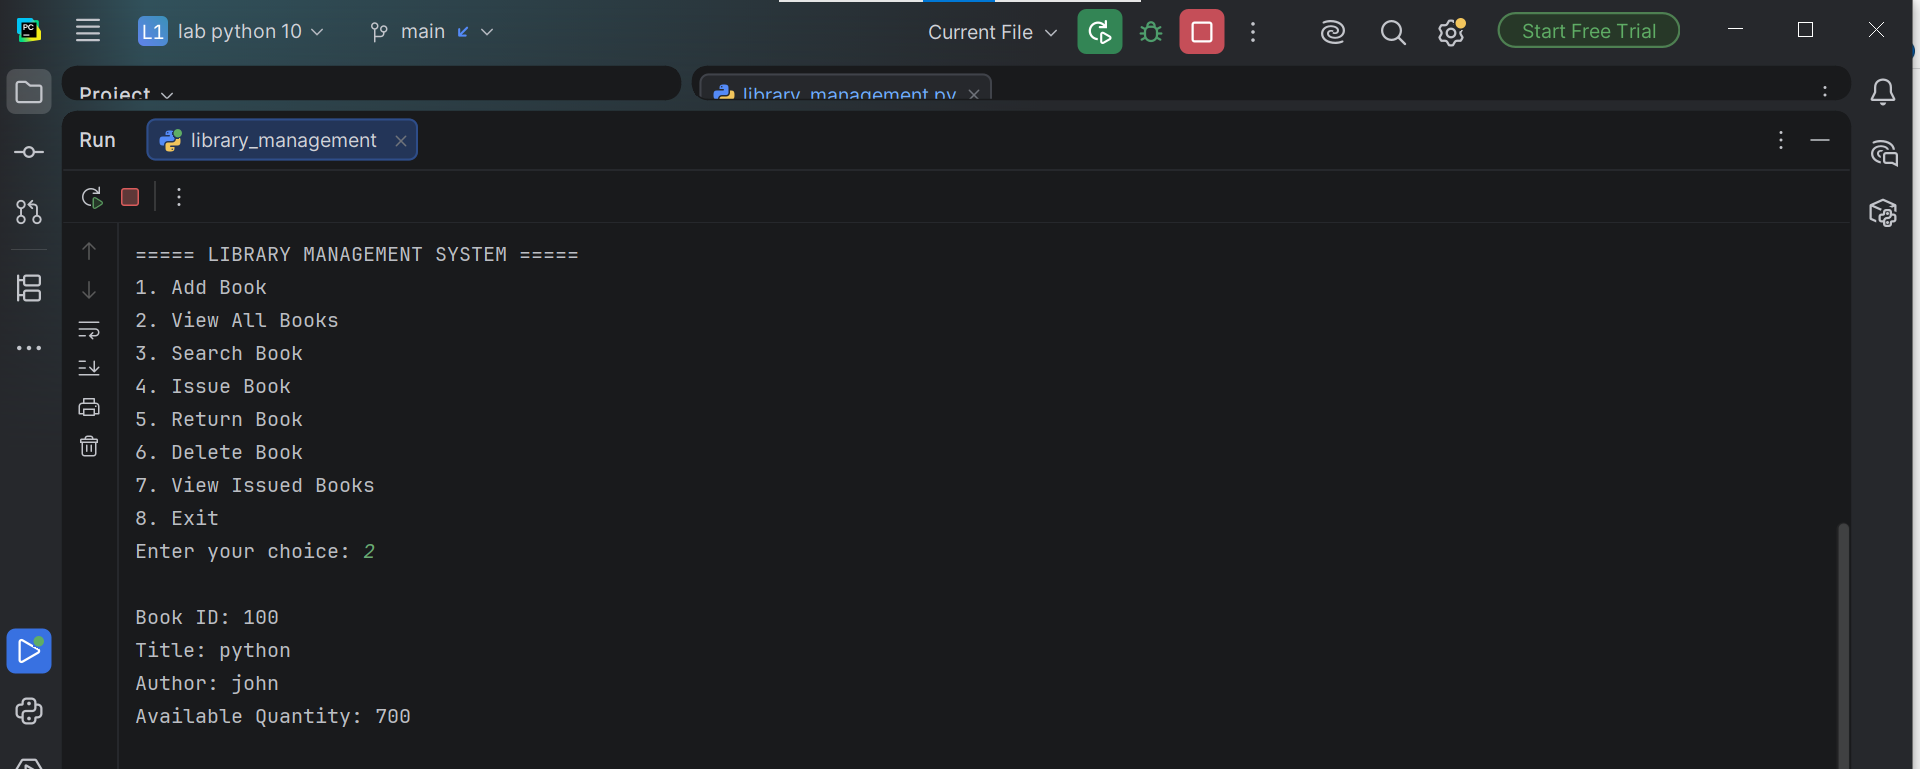 PC
L1 lab python 10
main
Current File
Start Free Trial
Project
library_management.py
Run
library_management
===== LIBRARY MANAGEMENT SYSTEM =====
1. Add Book
2. View All Books
3. Search Book
4. Issue Book
5. Return Book
6. Delete Book
7. View Issued Books
8. Exit
Enter your choice: 2
Book ID: 100
Title: python
Author: john
Available Quantity: 700